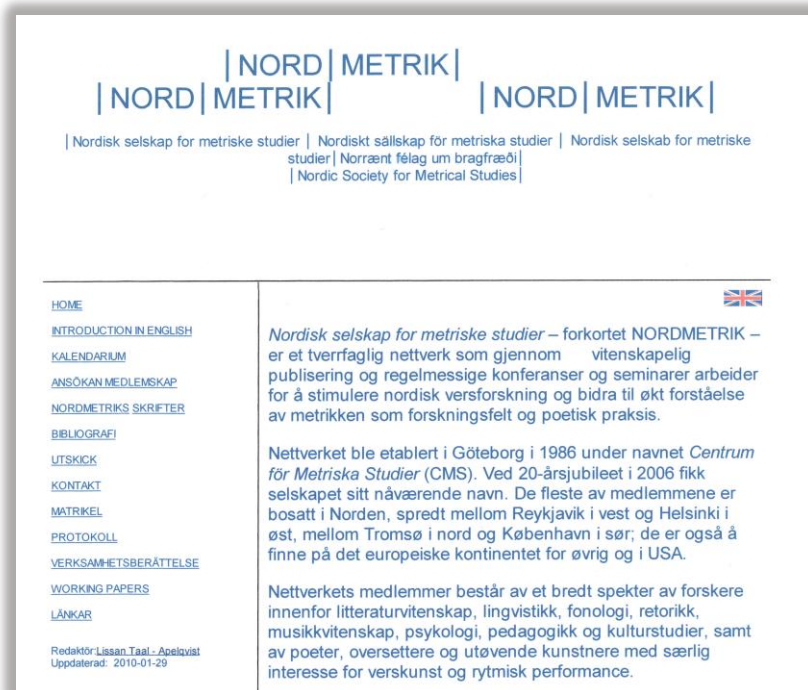 |NORD|METRIK|
|NORD|METRIK| |NORD|METRIK|
|Nordisk selskap for metriske studier | Nordiskt sällskap för metriska studier | Nordisk selskab for metriske
studier|Norrænt félag um bragfræði|
|Nordic Society for Metrical Studies|
HOME
INTRODUCTION IN ENGLISH
KALENDARIUM
ANSÖKAN MEDLEMSKAP
NORDMETRIKS SKRIFTER
BIBLIOGRAFI
UTSKICK
KONTAKT
MATRIKEL
PROTOKOLL
VERKSAMHETSBERÄTTELSE
WORKING PAPERS
LÄNKAR
Redaktör:Lissan Taal - Apelqvist
Uppdaterad: 2010-01-29
Nordisk selskap for metriske studier – forkortet NORDMETRIK –
er et tverrfaglig nettverk som gjennom vitenskapelig
publisering og regelmessige konferanser og seminarer arbeider
for å stimulere nordisk versforskning og bidra til økt forståelse
av metrikken som forskningsfelt og poetisk praksis.
Nettverket ble etablert i Göteborg i 1986 under navnet Centrum
för Metriska Studier (CMS). Ved 20-årsjubileet i 2006 fikk
selskapet sitt nåværende navn. De fleste av medlemmene er
bosatt i Norden, spredt mellom Reykjavik i vest og Helsinki i
øst, mellom Tromsø i nord og København i sør; de er også å
finne på det europeiske kontinentet for øvrig og i USA.
Nettverkets medlemmer består av et bredt spekter av forskere
innenfor litteraturvitenskap, lingvistikk, fonologi, retorikk,
musikkvitenskap, psykologi, pedagogikk og kulturstudier, samt
av poeter, oversettere og utøvende kunstnere med særlig
interesse for verskunst og rytmisk performance.